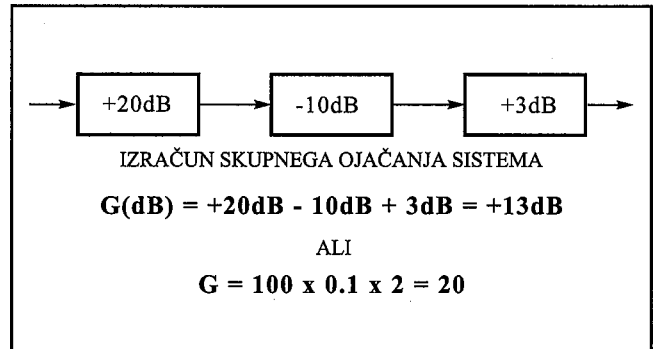 +20dB -10dB +3dB
IZRAČUN SKUPNEGA OJAČANJA SISTEMA
G(dB) = +20dB - 10dB + 3dB = +13dB
ALI
G = 100 x 0.1 x 2 = 20